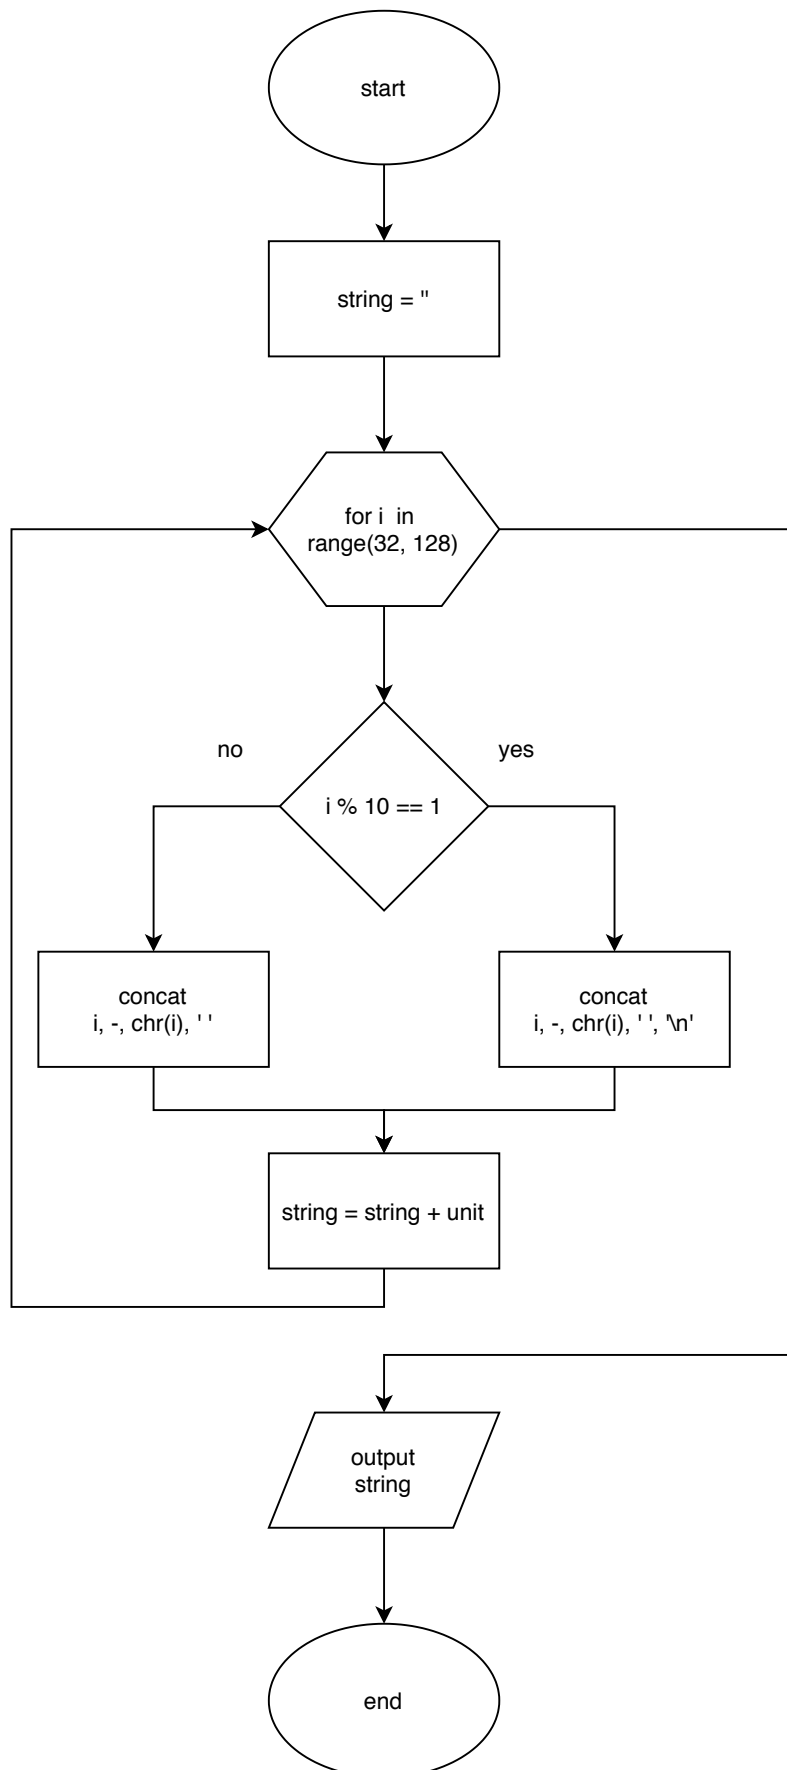 start
string = ''
for i  in
range(32, 128)
no
yes
i % 10 == 1
concat
i, -, chr(i), ' '
concat
i, -, chr(i), ' ', '\n'
string = string + unit
output
string
end